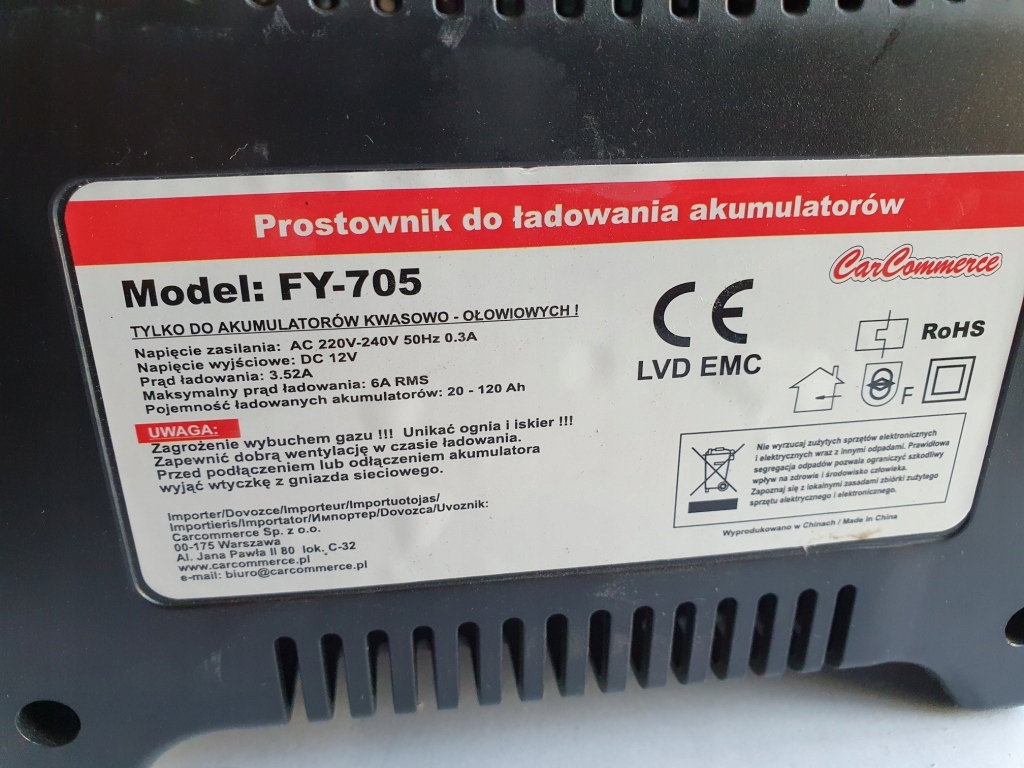 Prostownik do ładowania akumulatorów
CarCommerce
Model: FY-705
TYLKO DO AKUMULATORÓW KWASOWO - OŁOWIOWYCH !
Napięcie zasilania: AC 220V-240V 50Hz 0.3A
Napięcie wyjściowe: DC 12V
Prąd ładowania: 3.52A
Maksymalny prąd ładowania: 6A RMS
Pojemność ładowanych akumulatorów: 20 - 120 Ah
CE
LVD EMC
RoHS
F
UWAGA:
Zagrożenie wybuchem gazu !!! Unikać ognia i iskier !!!
Zapewnić dobrą wentylację w czasie ładowania.
Przed podłączeniem lub odłączeniem akumulatora
wyjąć wtyczkę z gniazda sieciowego.
Nie wyrzucaj zużytych sprzętów elektronicznych
i elektrycznych wraz z innymi odpadami. Prawidłowa
segregacja odpadów pozwala ograniczyć szkodliwy
wpływ na zdrowie i środowisko człowieka.
Zapoznaj się z lokalnymi zasadami zbiórki zużytego
sprzętu elektrycznego i elektronicznego.
Wyprodukowano w Chinach / Made in China
Importer/Dovozce/Importeur/Importuotojas/
Importieris/Importator/Импортер/Dovozca/Uvoznik:
Carcommerce Sp. z o.o.
00-175 Warszawa
Al. Jana Pawła II 80 lok. C-32
www.carcommerce.pl
e-mail: biuro@carcommerce.pl